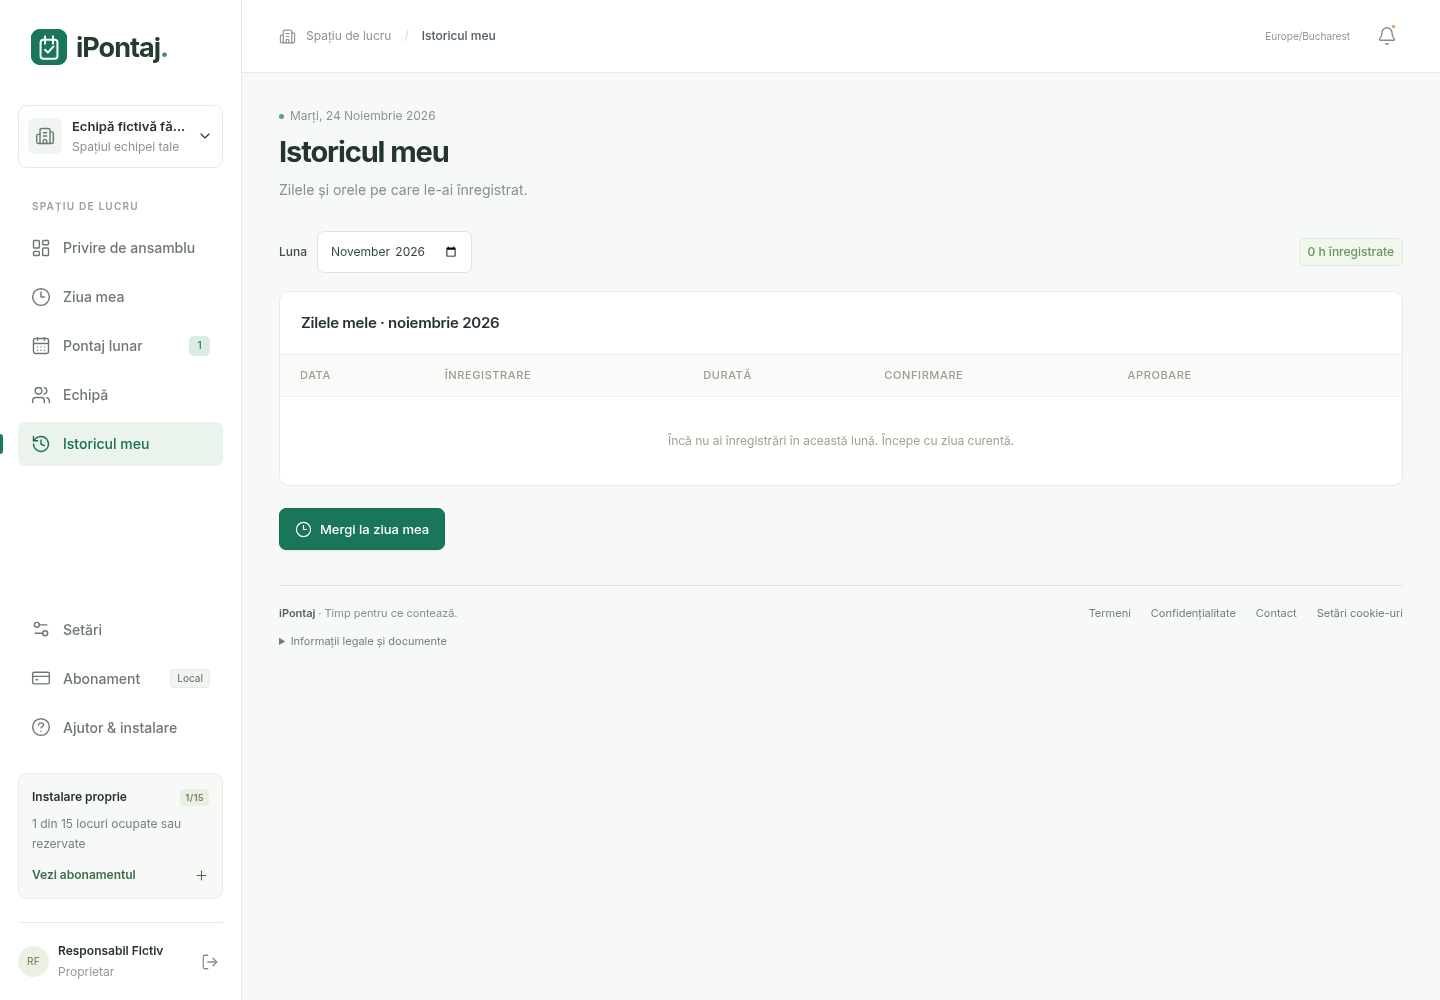 iPontaj.
Echipă fictivă fă...
Spațiul echipei tale
SPAȚIU DE LUCRU
Privire de ansamblu
Ziua mea
Pontaj lunar 1
Echipă
Istoricul meu
Setări
Abonament Local
Ajutor & instalare
Instalare proprie 1/15
1 din 15 locuri ocupate sau
rezervate
Vezi abonamentul
RF
Responsabil Fictiv
Proprietar
Spațiu de lucru / Istoricul meu
Europe/Bucharest
Marți, 24 Noiembrie 2026
Istoricul meu
Zilele și orele pe care le-ai înregistrat.
Luna November 2026
0 h înregistrate
Zilele mele · noiembrie 2026
DATA ÎNREGISTRARE DURATĂ CONFIRMARE APROBARE
Încă nu ai înregistrări în această lună. Începe cu ziua curentă.
Mergi la ziua mea
iPontaj · Timp pentru ce contează.
Termeni Confidențialitate Contact Setări cookie-uri
Informații legale și documente